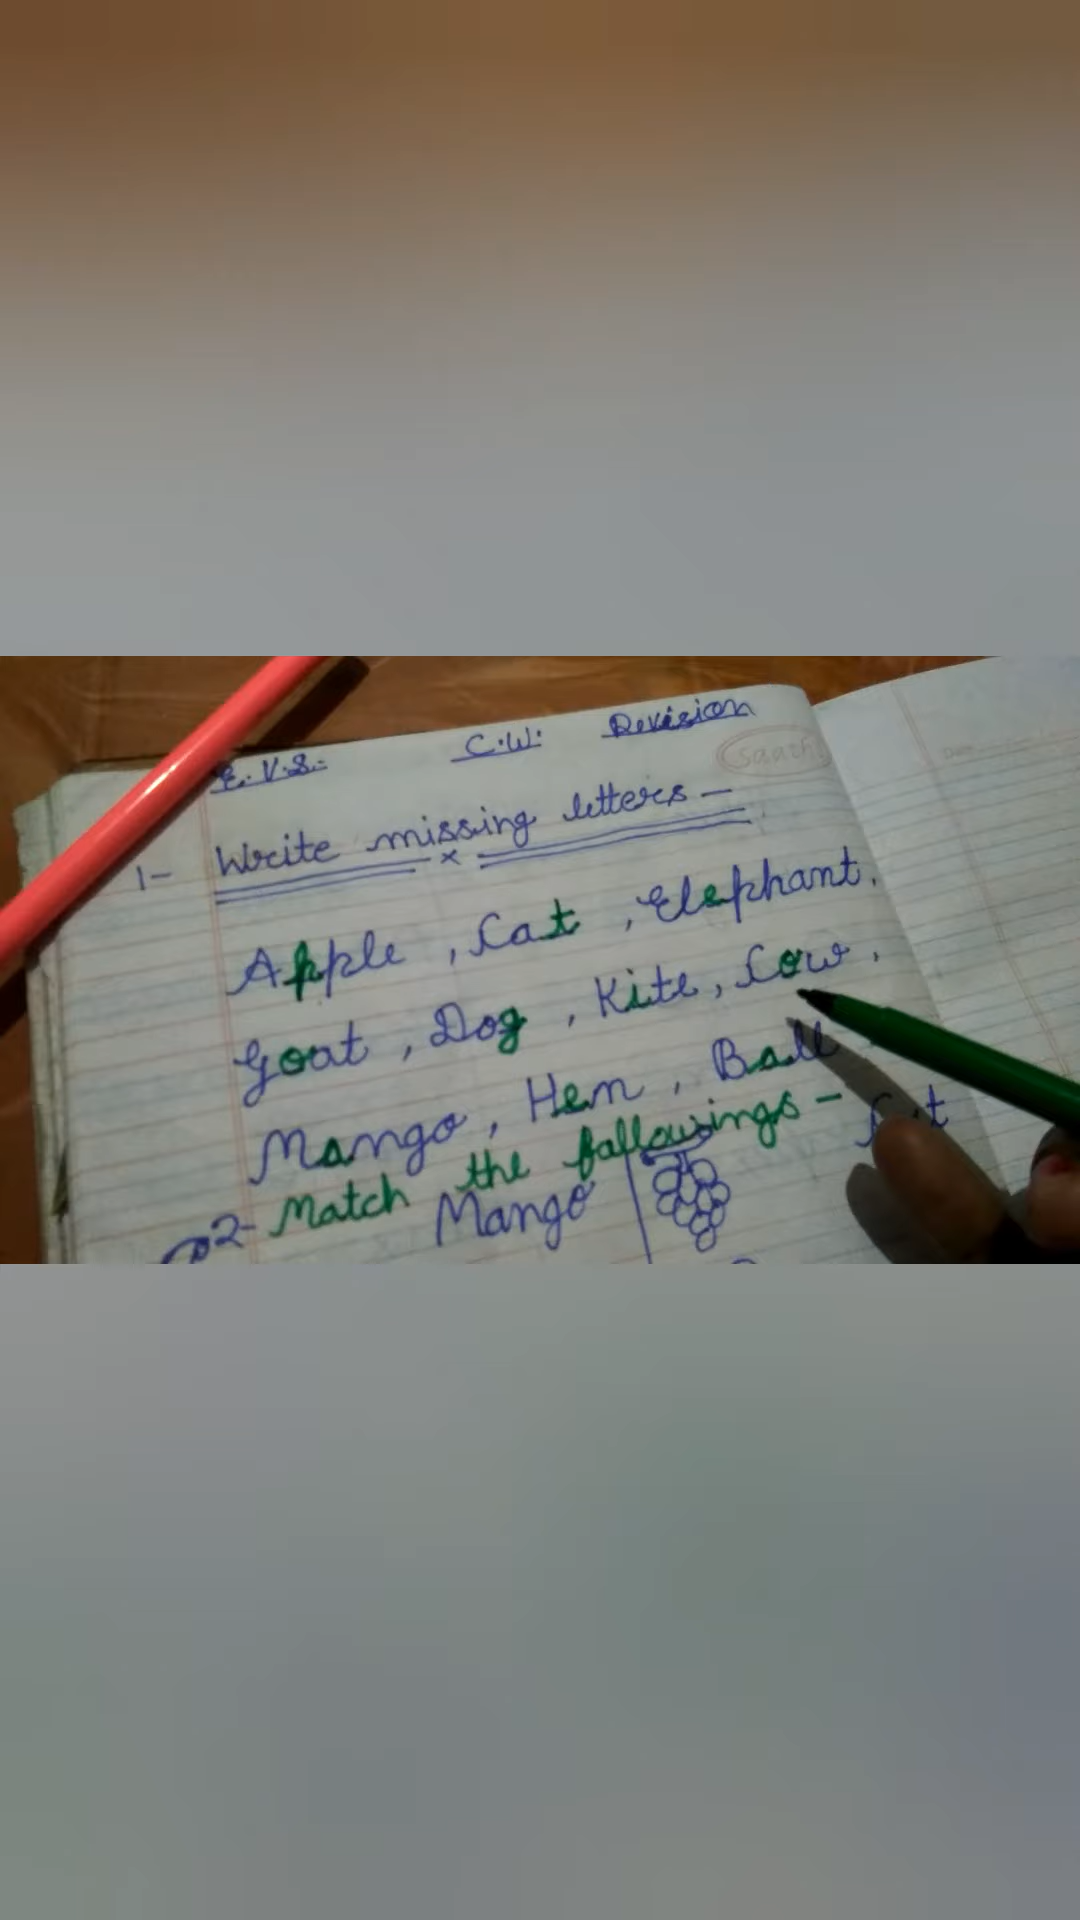 E.V.S. C.W. Revision
saathi
1- Write missing letters -
Apple, Cat, Elephant,
Goat, Dog, Kite, Cow,
Mango, Hen, Ball
2- Match the fallowings -
Mango